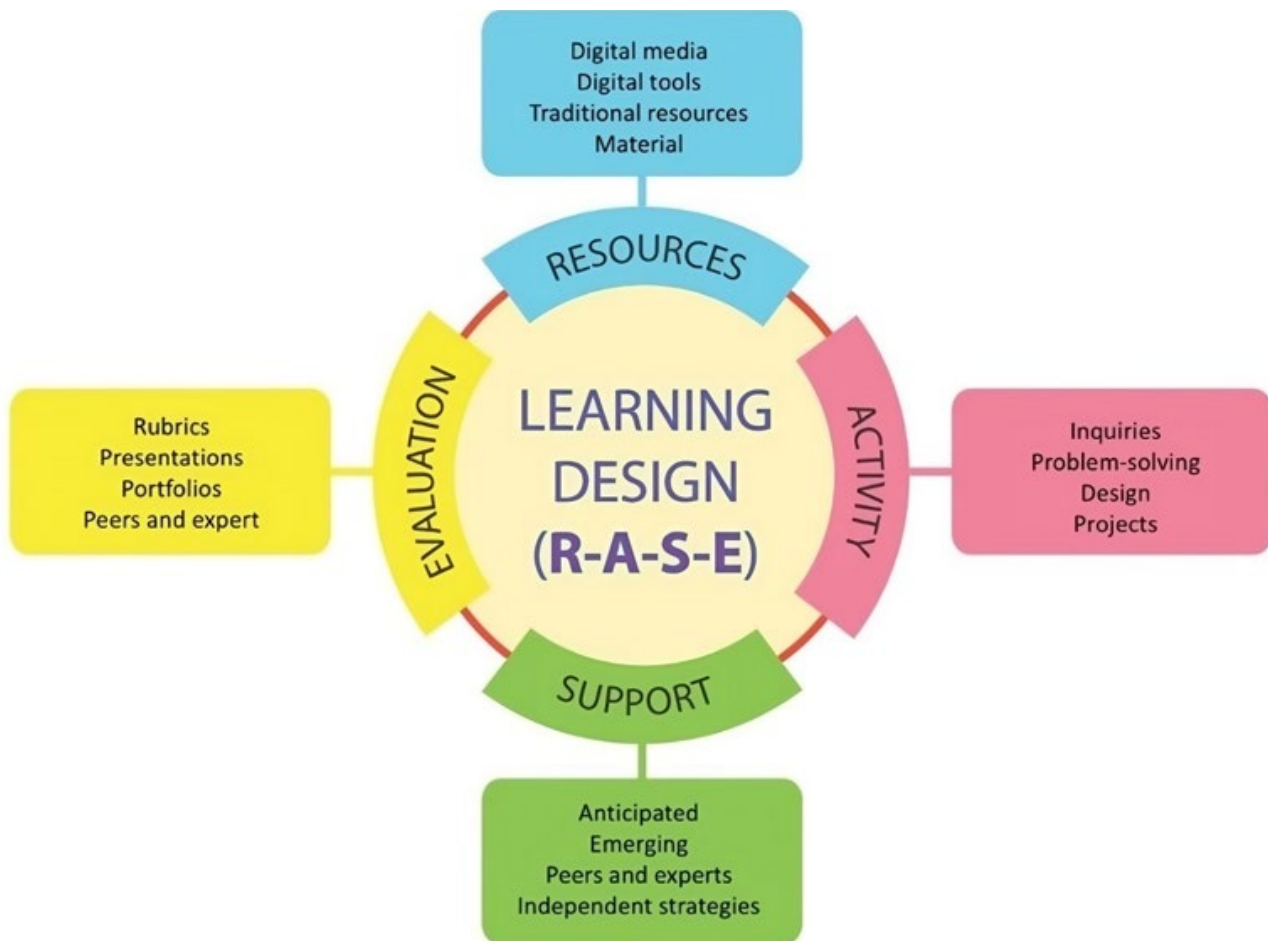 Digital media
Digital tools
Traditional resources
Material
RESOURCES
EVALUATION
Rubrics
Presentations
Portfolios
Peers and expert
LEARNING
DESIGN
(R-A-S-E)
ACTIVITY
Inquiries
Problem-solving
Design
Projects
SUPPORT
Anticipated
Emerging
Peers and experts
Independent strategies